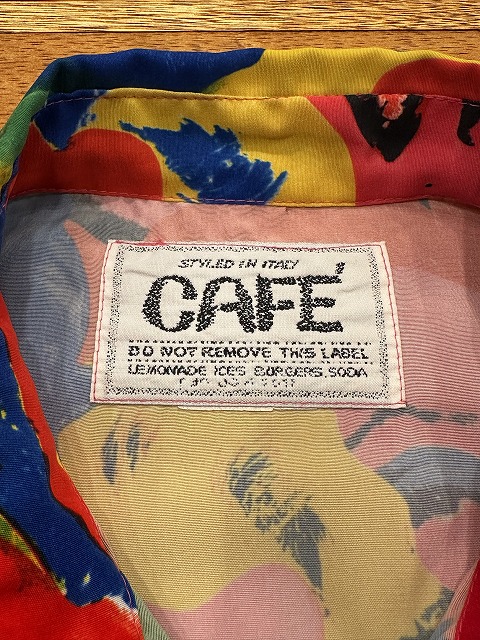 STYLED IN ITALY
CAFÉ
DO NOT REMOVE THIS LABEL
LEMONADE ICES BURGERS.SODA